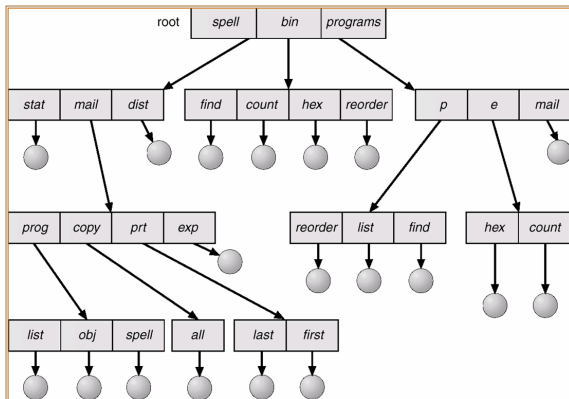 root spell bin programs
stat mail dist find count hex reorder p e mail
prog copy prt exp reorder list find hex count
list obj spell all last first